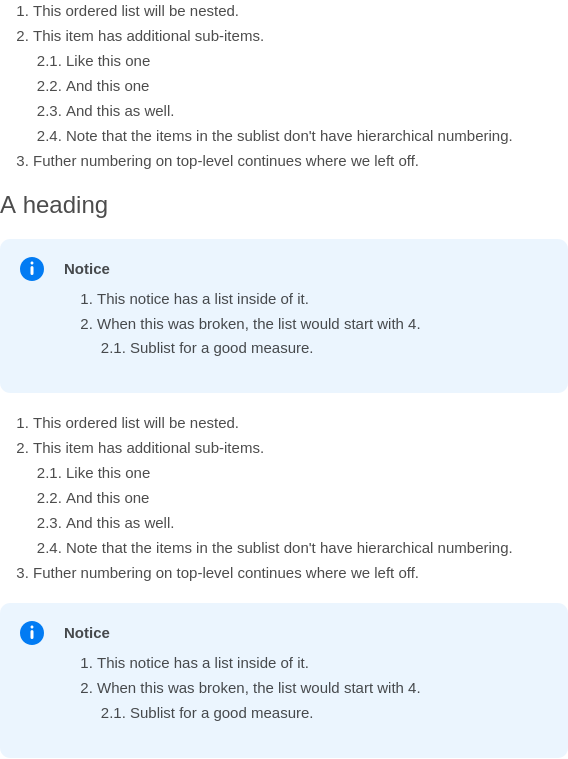 1. This ordered list will be nested.
2. This item has additional sub-items.
2.1. Like this one
2.2. And this one
2.3. And this as well.
2.4. Note that the items in the sublist don't have hierarchical numbering.
3. Futher numbering on top-level continues where we left off.
A heading
Notice
1. This notice has a list inside of it.
2. When this was broken, the list would start with 4.
2.1. Sublist for a good measure.
1. This ordered list will be nested.
2. This item has additional sub-items.
2.1. Like this one
2.2. And this one
2.3. And this as well.
2.4. Note that the items in the sublist don't have hierarchical numbering.
3. Futher numbering on top-level continues where we left off.
Notice
1. This notice has a list inside of it.
2. When this was broken, the list would start with 4.
2.1. Sublist for a good measure.